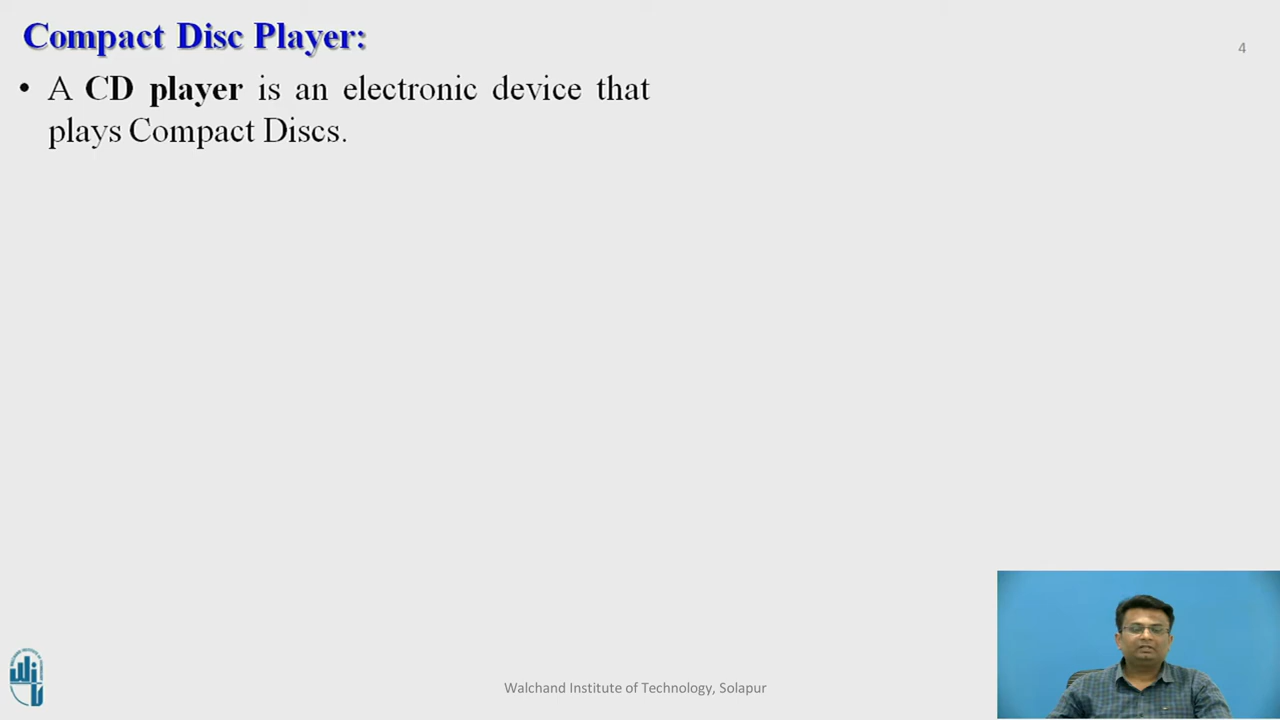 Compact Disc Player:
4
• A CD player is an electronic device that
plays Compact Discs.
Walchand Institute of Technology, Solapur